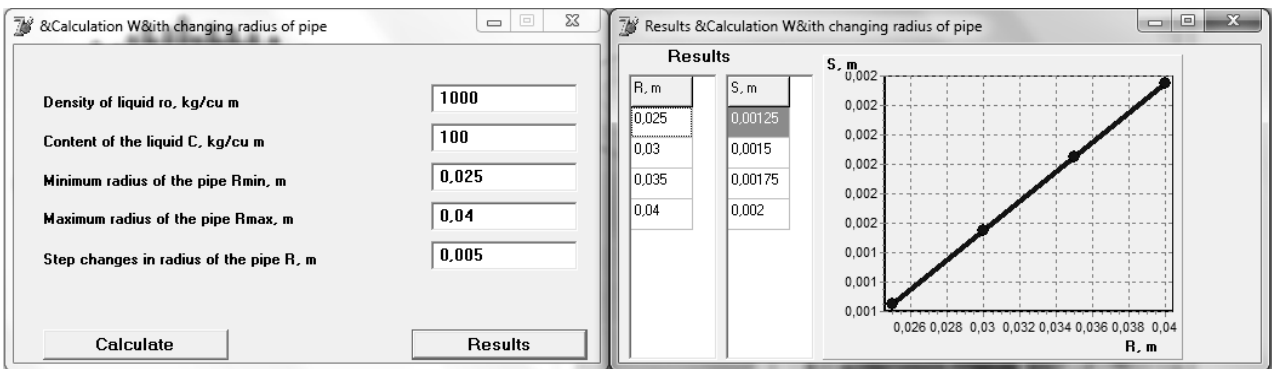 &Calculation W&ith changing radius of pipe
Density of liquid ro, kg/cu m
1000
Content of the liquid C, kg/cu m
100
Minimum radius of the pipe Rmin, m
0,025
Maximum radius of the pipe Rmax, m
0,04
Step changes in radius of the pipe R, m
0,005
Calculate
Results
Results &Calculation W&ith changing radius of pipe
Results
R, m
S, m
0,025
0,00125
0,03
0,0015
0,035
0,00175
0,04
0,002
S, m
0,002
0,002
0,002
0,002
0,002
0,002
0,001
0,001
0,001
0,026 0,028 0,03 0,032 0,034 0,036 0,038 0,04
R, m